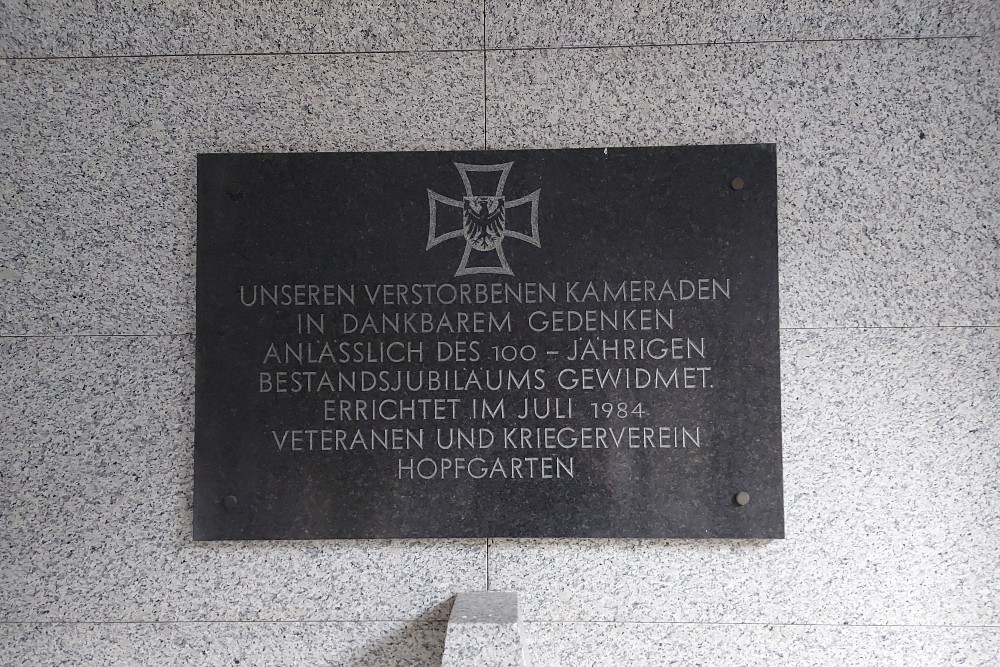 UNSEREN VERSTORBENEN KAMERADEN
IN DANKBAREM GEDENKEN
ANLÄSSLICH DES 100 – JÄHRIGEN
BESTANDSJUBILÄUMS GEWIDMET.
ERRICHTET IM JULI 1984
VETERANEN UND KRIEGERVEREIN
HOPFGARTEN